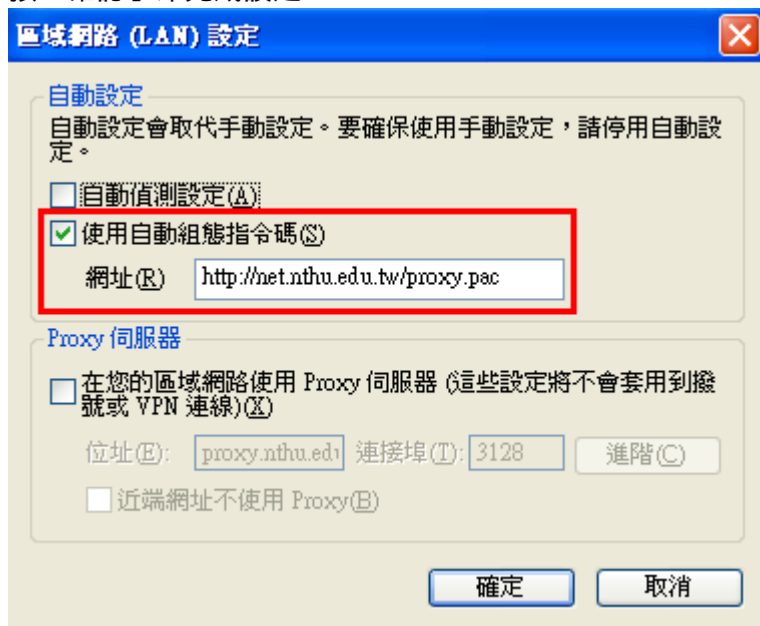 區域網路 (LAN) 設定
自動設定
自動設定會取代手動設定。要確保使用手動設定，請停用自動設
定。
自動偵測設定(A)
使用自動組態指令碼(S)
網址(R) http://net.nthu.edu.tw/proxy.pac
Proxy 伺服器
在您的區域網路使用 Proxy 伺服器 (這些設定將不會套用到撥
號或 VPN 連線)(X)
位址(E): proxy.nthu.edu 連接埠(T): 3128 進階(C)
近端網址不使用 Proxy(B)
確定 取消